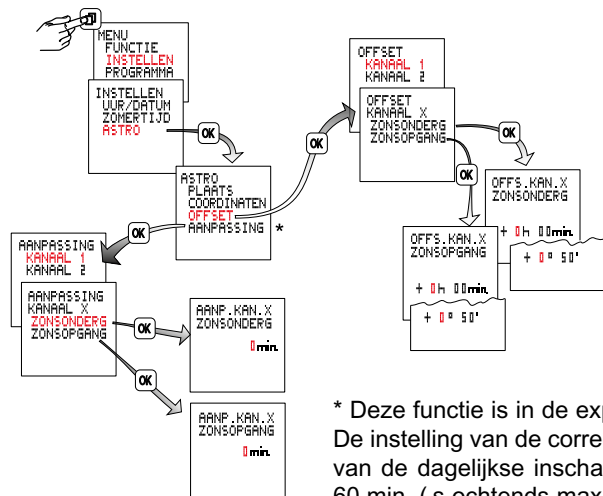 MENU
FUNCTIE
INSTELLEN
PROGRAMMA
INSTELLEN
UUR/DATUM
ZOMERTIJD
ASTRO
OK
ASTRO
PLAATS
COORDINATEN
OFFSET
AANPASSING *
OK
OFFSET
KANAAL 1
KANAAL 2
OFFSET
KANAAL X
ZONSONDERG
ZONSOPGANG
OK
OK
OFFS.KAN.X
ZONSONDERG
+ 0h 00min.
+ 0° 50'
OFFS.KAN.X
ZONSOPGANG
+ 0h 00min.
+ 0° 50'
OK
AANPASSING
KANAAL 1
KANAAL 2
AANPASSING
KANAAL X
ZONSONDERG
ZONSOPGANG
OK
AANP.KAN.X
ZONSONDERG
0min.
OK
AANP.KAN.X
ZONSOPGANG
0min.
* Deze functie is in de exp
De instelling van de corre
van de dagelijkse inscha
60 min. ( s ochtends max